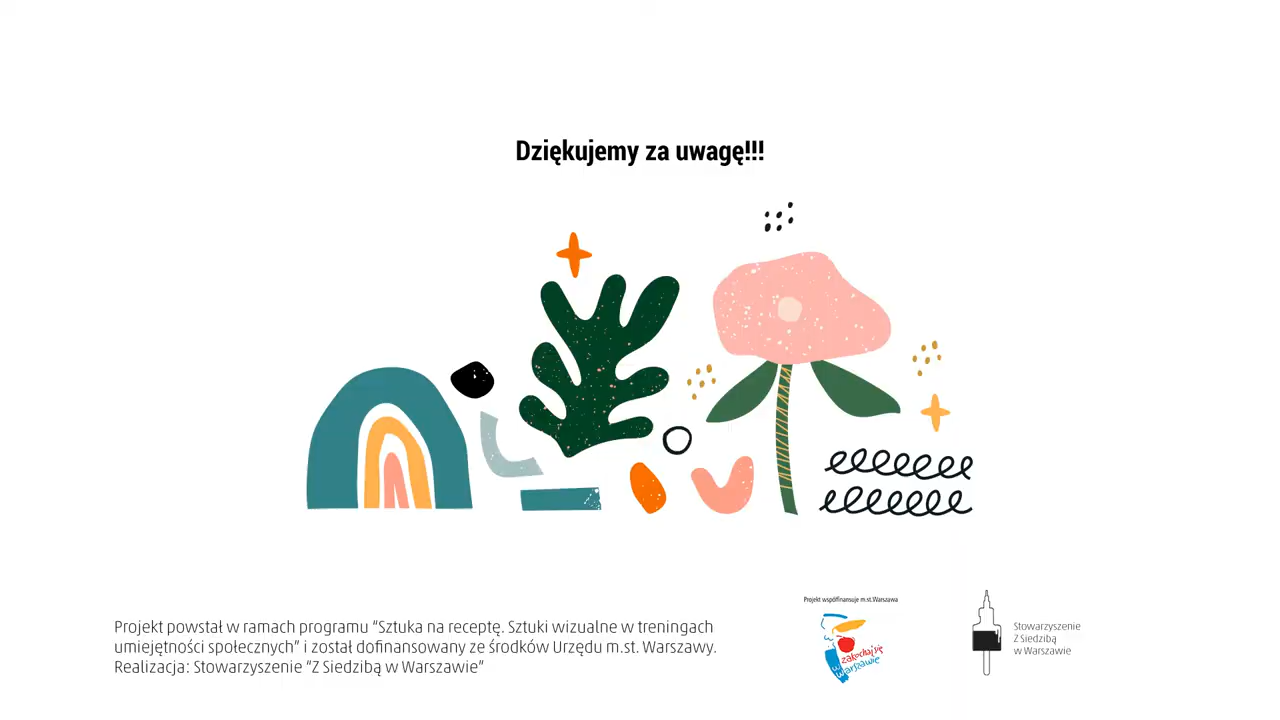 Dziękujemy za uwagę!!!
Projekt powstał w ramach programu “Sztuka na receptę. Sztuki wizualne w treningach
umiejętności społecznych” i został dofinansowany ze środków Urzędu m.st. Warszawy.
Realizacja: Stowarzyszenie “Z Siedzibą w Warszawie“
Projekt współfinansuje m.st.Warszawa
zakochaj się
w Warszawie
Stowarzyszenie
Z Siedzibą
w Warszawie